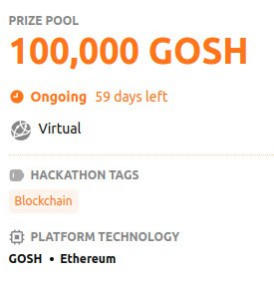 PRIZE POOL
100,000 GOSH
Ongoing 59 days left
Virtual
HACKATHON TAGS
Blockchain
PLATFORM TECHNOLOGY
GOSH • Ethereum